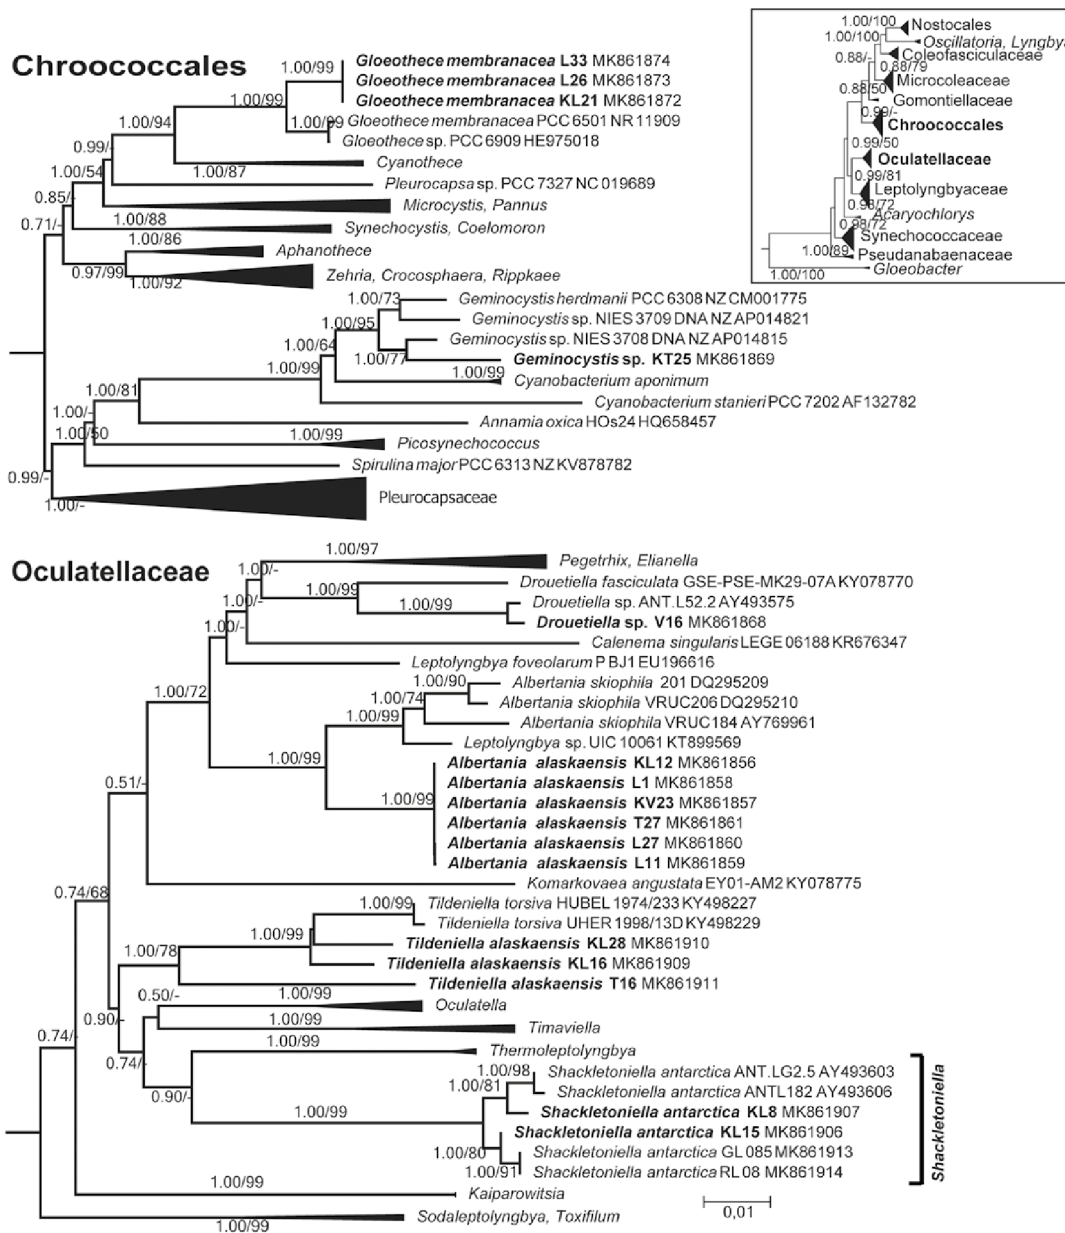 Chroococcales
1.00/99
Gloeothece membranacea L33 MK861874
Gloeothece membranacea L26 MK861873
1.00/99
Gloeothece membranacea KL21 MK861872
1.00/94
1.00/99
Gloeothece membranacea PCC 6501 NR 11909
0.99/-
Gloeothece sp. PCC 6909 HE975018
Cyanothece
1.00/54
1.00/87
Pleurocapsa sp. PCC 7327 NC 019689
0.85/-
Microcystis, Pannus
0.71/-
1.00/88
Synechocystis, Coelomoron
1.00/86
Aphanothece
0.97/99
1.00/92
Zehria, Crocosphaera, Rippkaee
1.00/73
Geminocystis herdmanii PCC 6308 NZ CM001775
1.00/95
Geminocystis sp. NIES 3709 DNA NZ AP014821
1.00/64
Geminocystis sp. NIES 3708 DNA NZ AP014815
1.00/77
Geminocystis sp. KT25 MK861869
1.00/99
1.00/99
Cyanobacterium aponimum
1.00/81
Cyanobacterium stanieri PCC 7202 AF132782
1.00/-
Annamia oxica HOs24 HQ658457
1.00/50
1.00/99
Picosynechococcus
Spirulina major PCC 6313 NZ KV878782
0.99/-
1.00/-
Pleurocapsaceae
1.00/100
Nostocales
1.00/100
Oscillatoria, Lyngbya
0.88/-
Coleofasciculaceae
0.88/79
Microcoleaceae
0.88/50
Gomontiellaceae
0.99/-
Chroococcales
0.99/50
Oculatellaceae
0.99/81
Leptolyngbyaceae
0.98/72
Acaryochlorys
0.98/72
Synechococcaceae
1.00/89
Pseudanabaenaceae
1.00/100
Gloeobacter
Oculatellaceae
1.00/97
Pegethrix, Elianella
1.00/-
1.00/99
Drouetiella fasciculata GSE-PSE-MK29-07A KY078770
1.00/-
1.00/99
Drouetiella sp. ANT.L52.2 AY493575
Drouetiella sp. V16 MK861868
1.00/-
Calenema singularis LEGE 06188 KR676347
Leptolyngbya foveolarum P BJ1 EU196616
1.00/72
1.00/90
Albertania skiophila 201 DQ295209
1.00/74
Albertania skiophila VRUC206 DQ295210
1.00/99
Albertania skiophila VRUC184 AY769961
Leptolyngbya sp. UIC 10061 KT899569
1.00/99
Albertania alaskaensis KL12 MK861856
Albertania alaskaensis L1 MK861858
0.51/-
1.00/99
Albertania alaskaensis KV23 MK861857
Albertania alaskaensis T27 MK861861
Albertania alaskaensis L27 MK861860
Albertania alaskaensis L11 MK861859
0.74/68
Komarkovaea angustata EY01-AM2 KY078775
1.00/99
Tildeniella torsiva HUBEL 1974/233 KY498227
Tildeniella torsiva UHER 1998/13D KY498229
1.00/99
Tildeniella alaskaensis KL28 MK861910
1.00/78
Tildeniella alaskaensis KL16 MK861909
Tildeniella alaskaensis T16 MK861911
0.50/-
1.00/99
Oculatella
0.90/-
1.00/99
Timaviella
0.74/-
1.00/99
Thermoleptolyngbya
0.74/-
1.00/98
Shackletoniella antarctica ANT.LG2.5 AY493603
0.90/-
1.00/81
Shackletoniella antarctica ANTL182 AY493606
1.00/99
Shackletoniella antarctica KL8 MK861907
Shackletoniella antarctica KL15 MK861906
1.00/80
Shackletoniella antarctica GL 085 MK861913
1.00/91
Shackletoniella antarctica RL 08 MK861914
Shackletoniella
1.00/99
Kaiparowitsia
1.00/99
Sodaleptolyngbya, Toxifilum
0,01